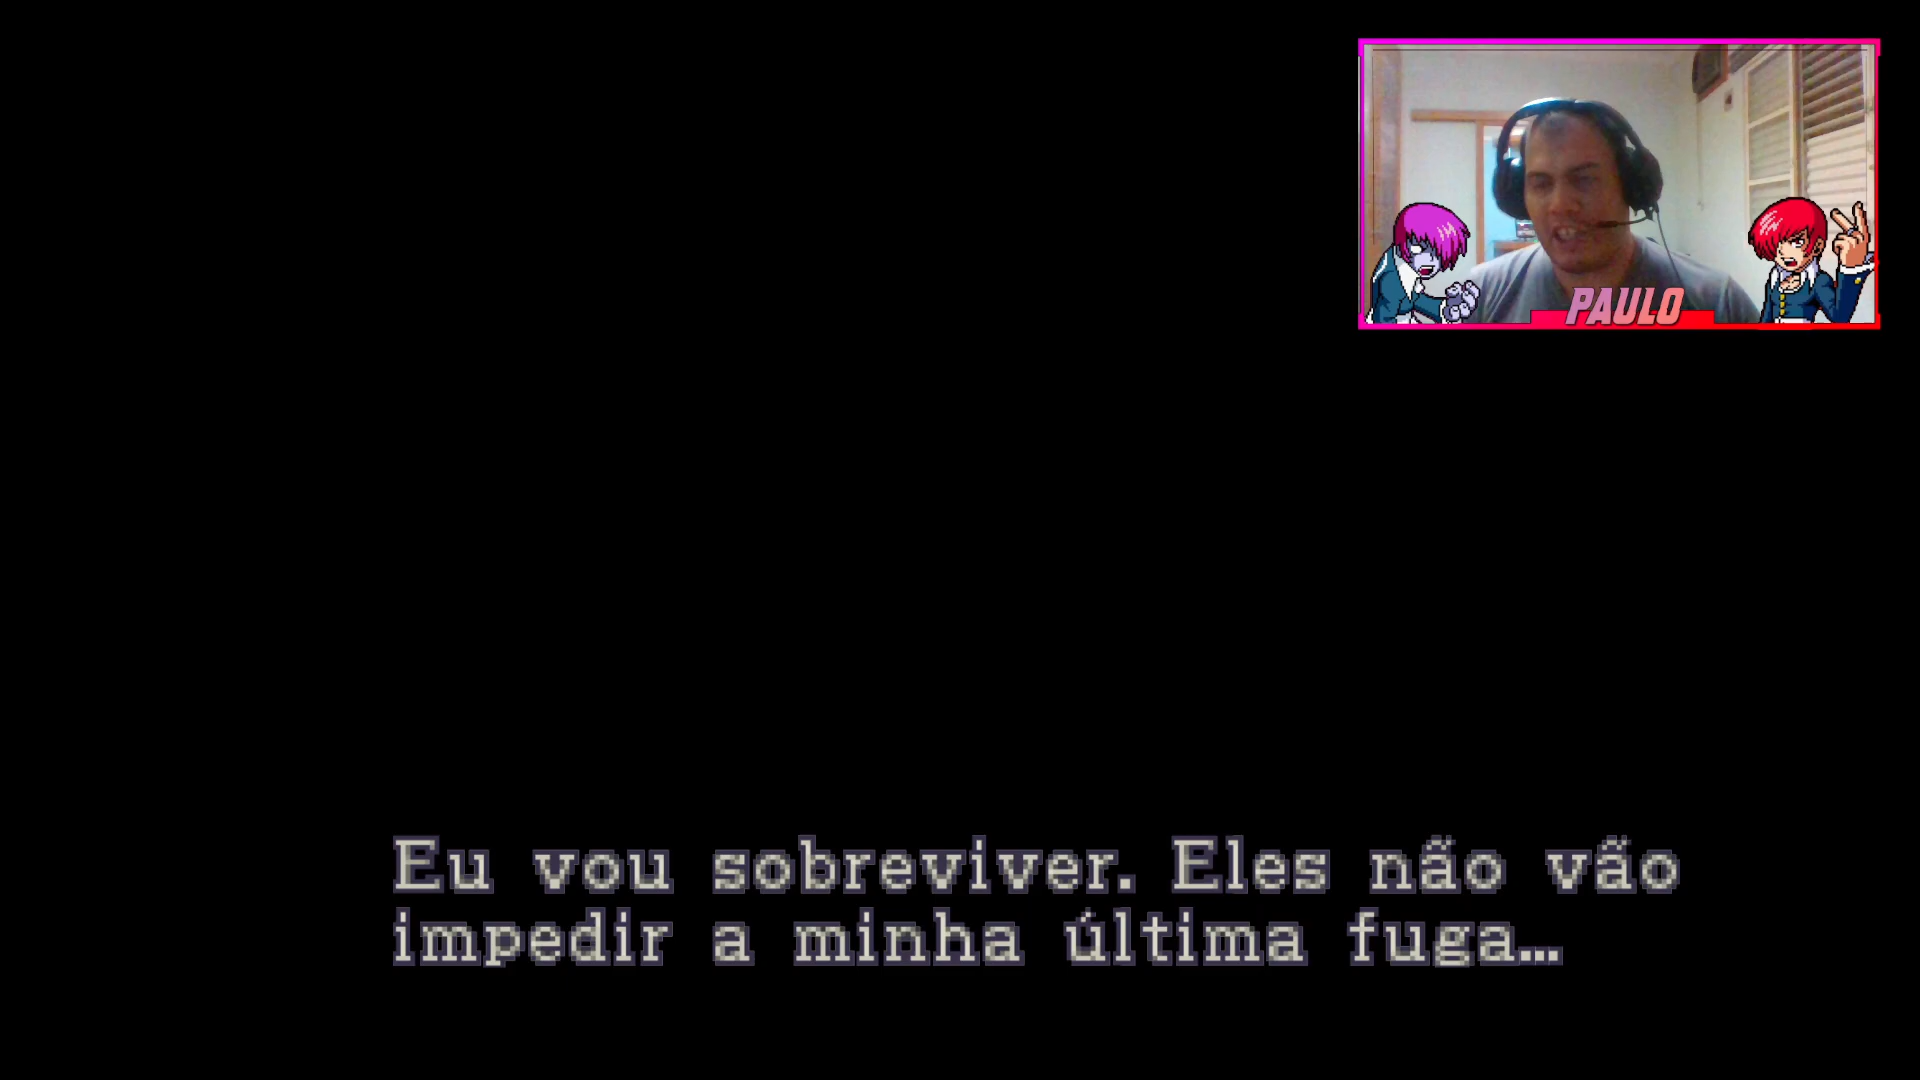 PAULO
Eu vou sobreviver. Eles não vão
impedir a minha última fuga…